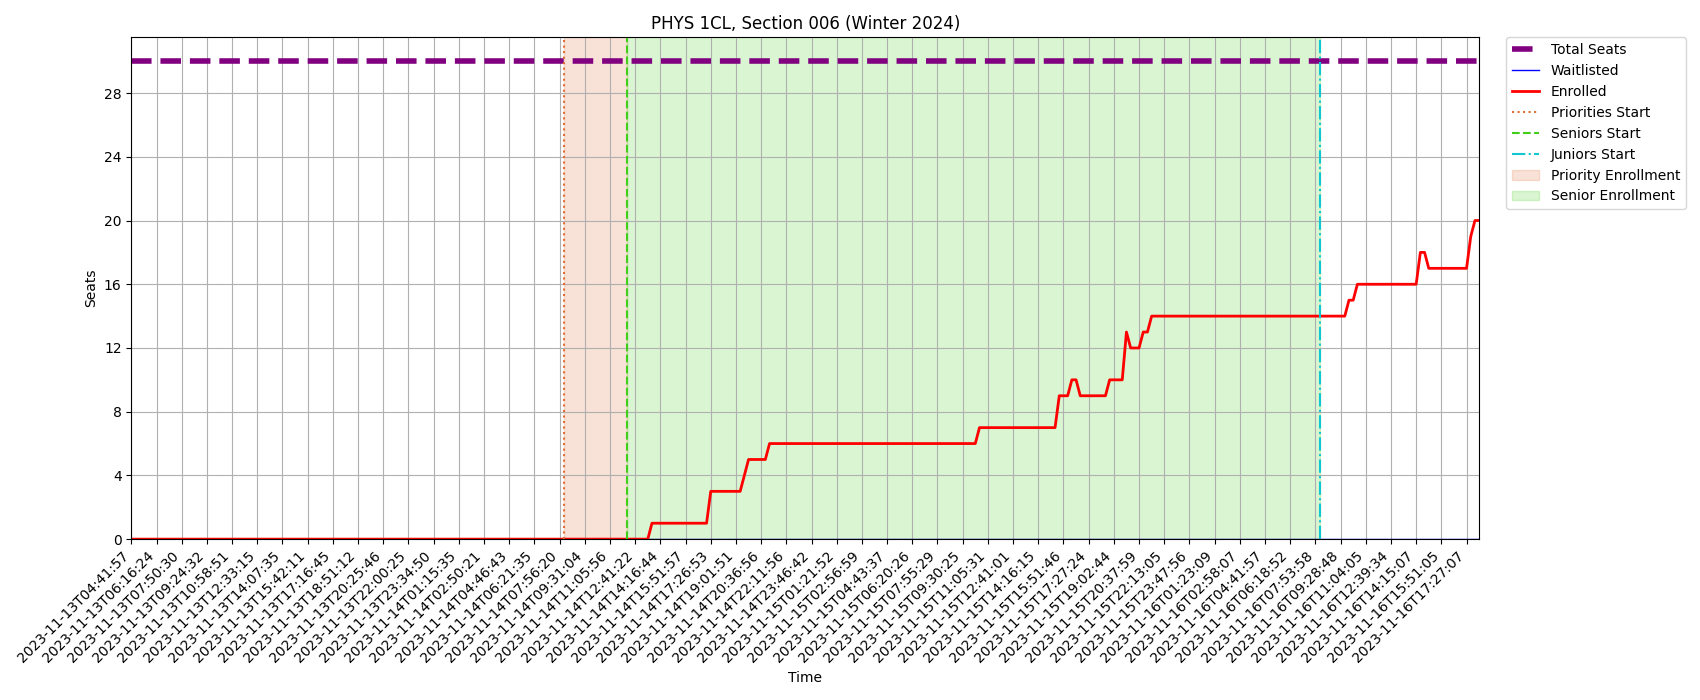 PHYS 1CL, Section 006 (Winter 2024)
Total Seats
Waitlisted
Enrolled
Priorities Start
Seniors Start
Juniors Start
Priority Enrollment
Senior Enrollment
Seats
28
24
20
16
12
8
4
0
2023-11-13T04:41:57
2023-11-13T06:16:24
2023-11-13T07:50:30
2023-11-13T09:24:32
2023-11-13T10:58:51
2023-11-13T12:33:15
2023-11-13T14:07:35
2023-11-13T15:42:11
2023-11-13T17:16:45
2023-11-13T18:51:12
2023-11-13T20:25:46
2023-11-13T22:00:25
2023-11-13T23:34:50
2023-11-14T01:15:35
2023-11-14T02:50:21
2023-11-14T04:46:43
2023-11-14T06:21:35
2023-11-14T07:56:20
2023-11-14T09:31:04
2023-11-14T11:05:56
2023-11-14T12:41:22
2023-11-14T14:16:44
2023-11-14T15:51:57
2023-11-14T17:26:53
2023-11-14T19:01:51
2023-11-14T20:36:56
2023-11-14T22:11:56
2023-11-14T23:46:42
2023-11-15T01:21:52
2023-11-15T02:56:59
2023-11-15T04:43:37
2023-11-15T06:20:26
2023-11-15T07:55:29
2023-11-15T09:30:25
2023-11-15T11:05:31
2023-11-15T12:41:01
2023-11-15T14:16:15
2023-11-15T15:51:46
2023-11-15T17:27:24
2023-11-15T19:02:44
2023-11-15T20:37:59
2023-11-15T22:13:05
2023-11-15T23:47:56
2023-11-16T01:23:09
2023-11-16T02:58:07
2023-11-16T04:41:57
2023-11-16T06:18:52
2023-11-16T07:53:58
2023-11-16T09:28:48
2023-11-16T11:04:05
2023-11-16T12:39:34
2023-11-16T14:15:07
2023-11-16T15:51:05
2023-11-16T17:27:07
Time